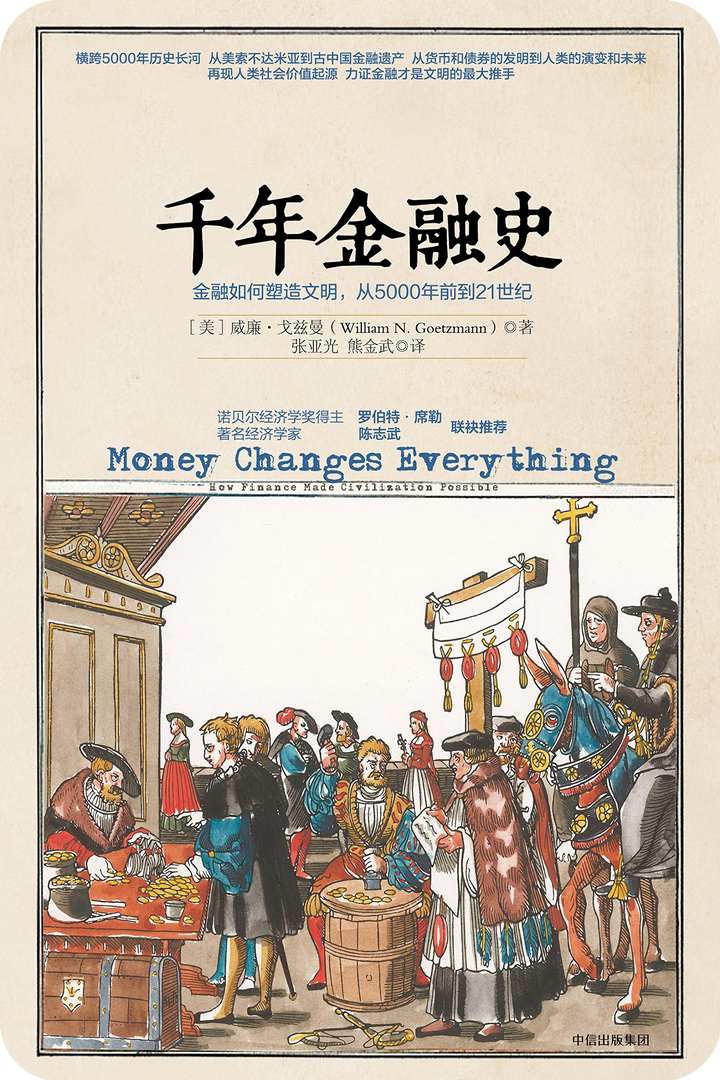 横跨5000年历史长河 从美索不达米亚到古中国金融遗产 从货币和债券的发明到人类的演变和未来
再现人类社会价值起源 力证金融才是文明的最大推手
千年金融史
金融如何塑造文明，从5000年前到21世纪
［美］威廉·戈兹曼（William N. Goetzmann）◎著
张亚光 熊金武◎译
诺贝尔经济学奖得主 罗伯特·席勒
著名经济学家 陈志武
联袂推荐
Money Changes Everything
How Finance Made Civilization Possible
中信出版集团